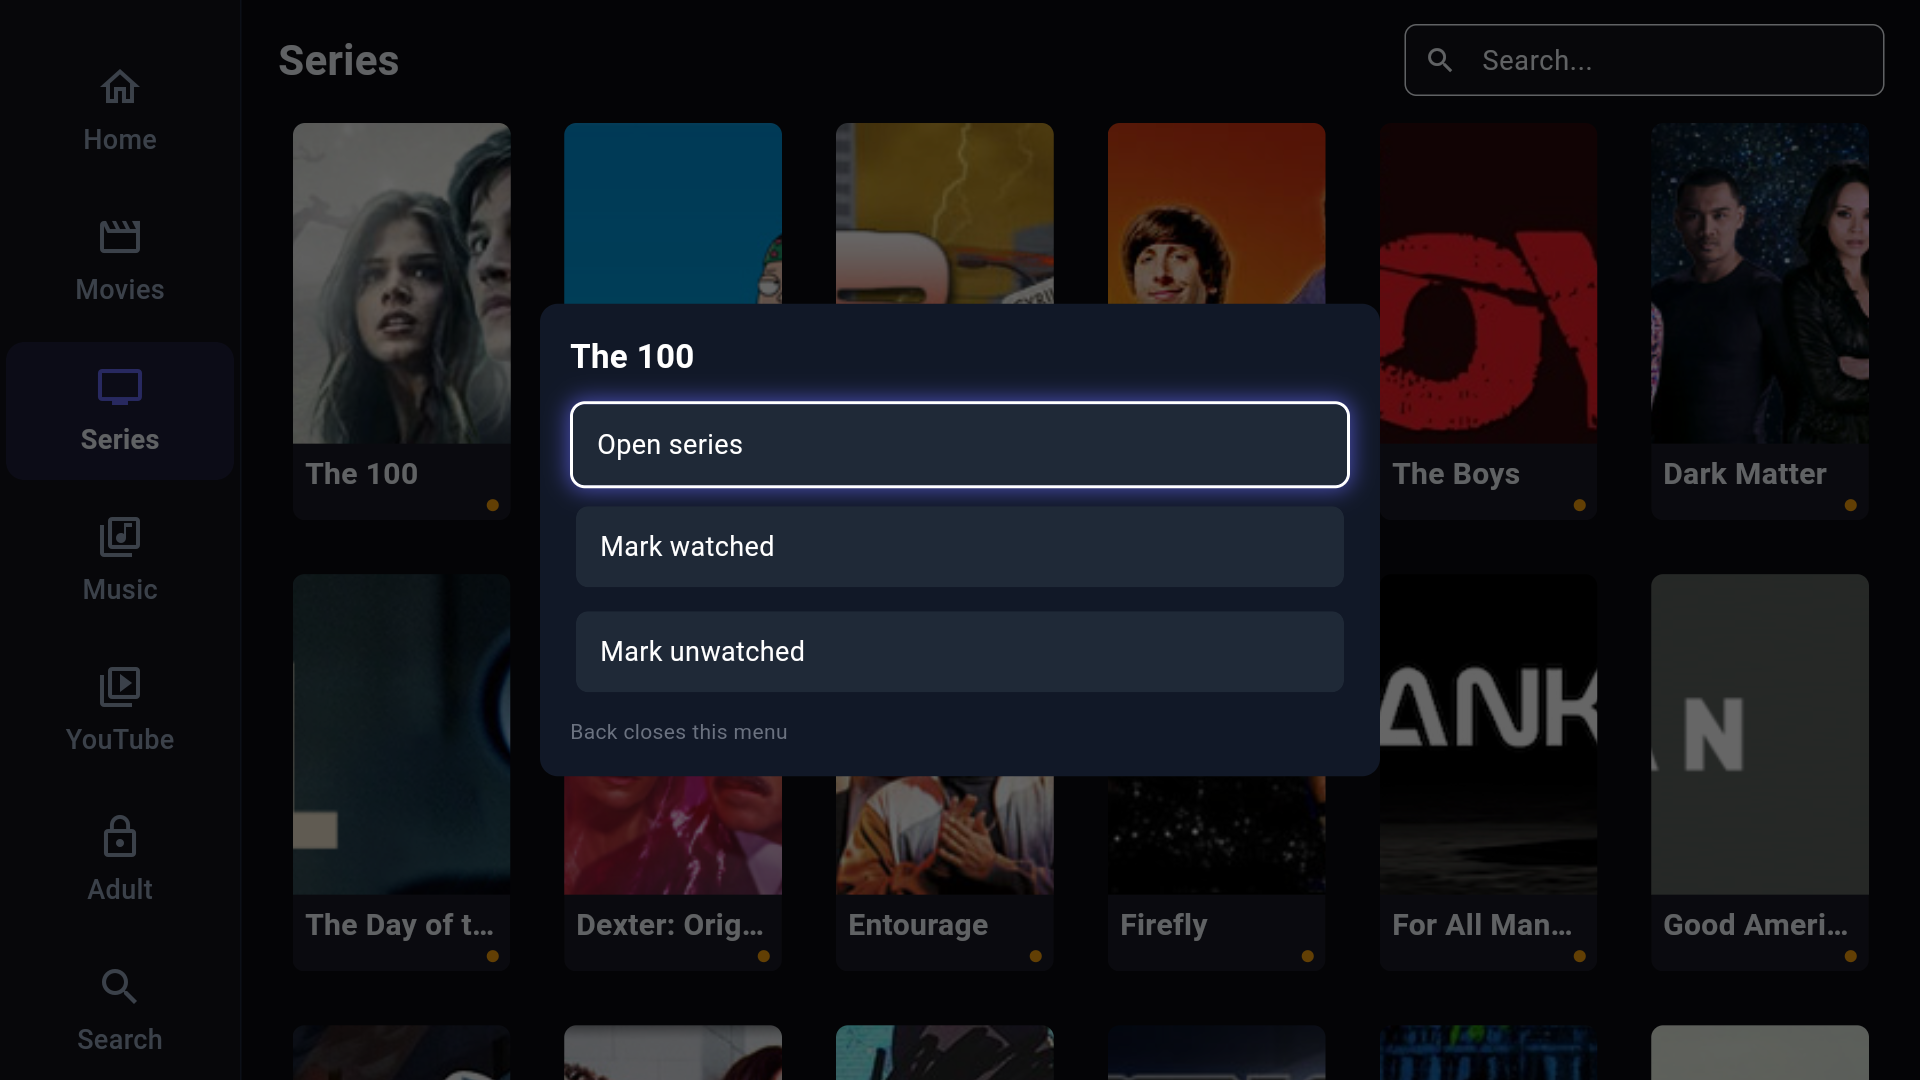 Series
Search...
Home
Movies
Series
Music
YouTube
Adult
Search
The 100
Open series
Mark watched
Mark unwatched
Back closes this menu
The 100
The Boys
Dark Matter
ANK
N
The Day of t...
Dexter: Orig...
Entourage
Firefly
For All Man...
Good Ameri...